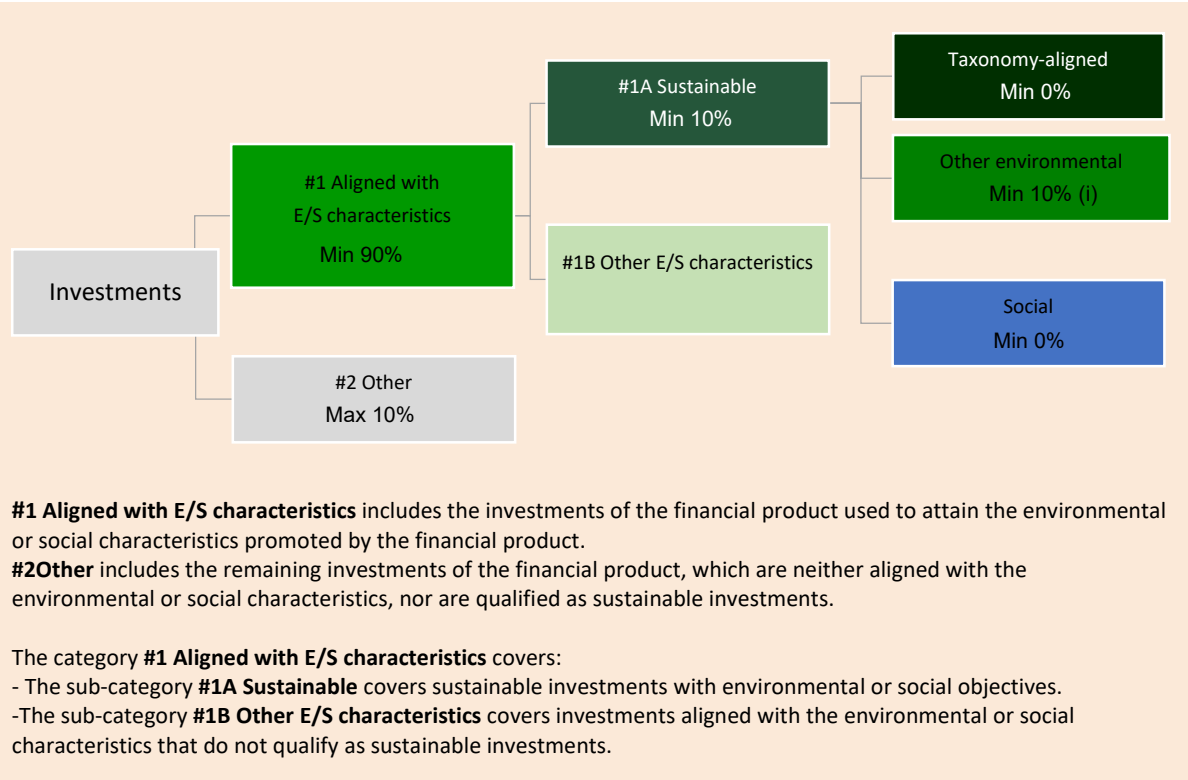 Taxonomy-aligned
Min 0%
#1A Sustainable
Min 10%
Other environmental
Min 10% (i)
#1 Aligned with
E/S characteristics
Min 90%
#1B Other E/S characteristics
Investments
Social
Min 0%
#2 Other
Max 10%
#1 Aligned with E/S characteristics includes the investments of the financial product used to attain the environmental
or social characteristics promoted by the financial product.
#2Other includes the remaining investments of the financial product, which are neither aligned with the
environmental or social characteristics, nor are qualified as sustainable investments.
The category #1 Aligned with E/S characteristics covers:
- The sub-category #1A Sustainable covers sustainable investments with environmental or social objectives.
-The sub-category #1B Other E/S characteristics covers investments aligned with the environmental or social
characteristics that do not qualify as sustainable investments.